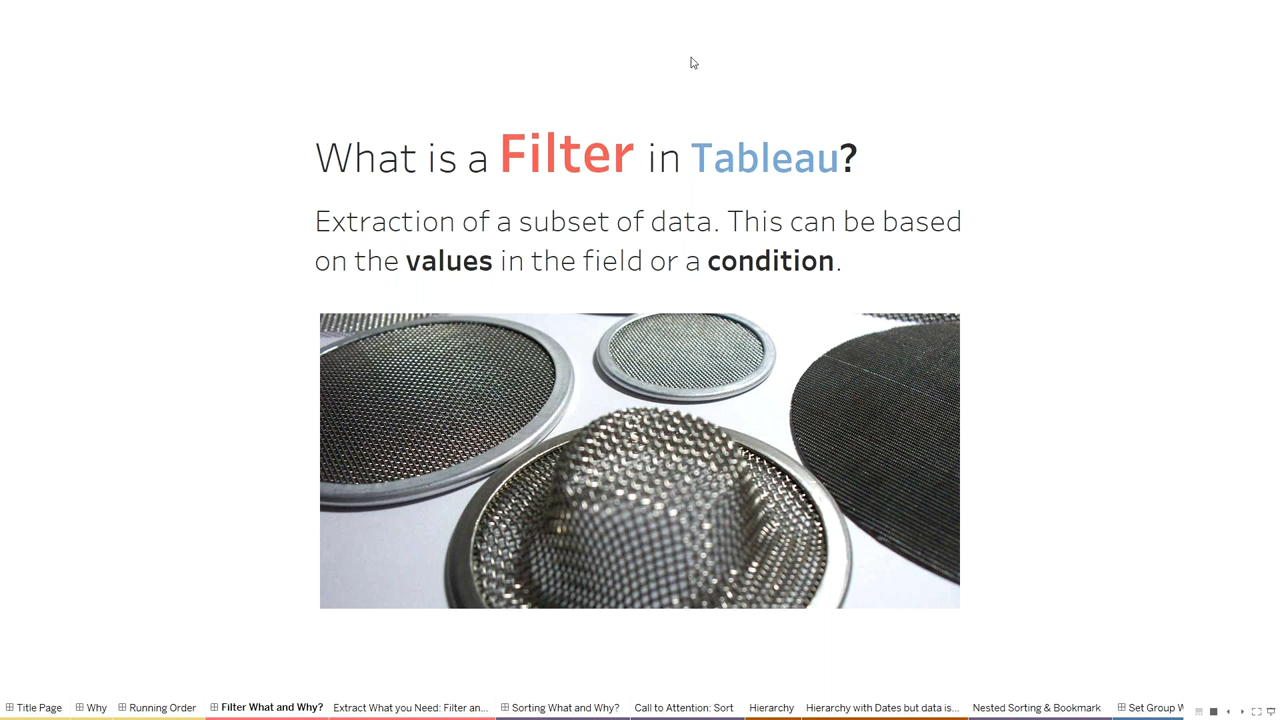 What is a Filter in Tableau?
Extraction of a subset of data. This can be based
on the values in the field or a condition.
Title Page
Why
Running Order
Filter What and Why?
Extract What you Need: Filter an...
Sorting What and Why?
Call to Attention: Sort
Hierarchy
Hierarchy with Dates but data is...
Nested Sorting & Bookmark
Set Group